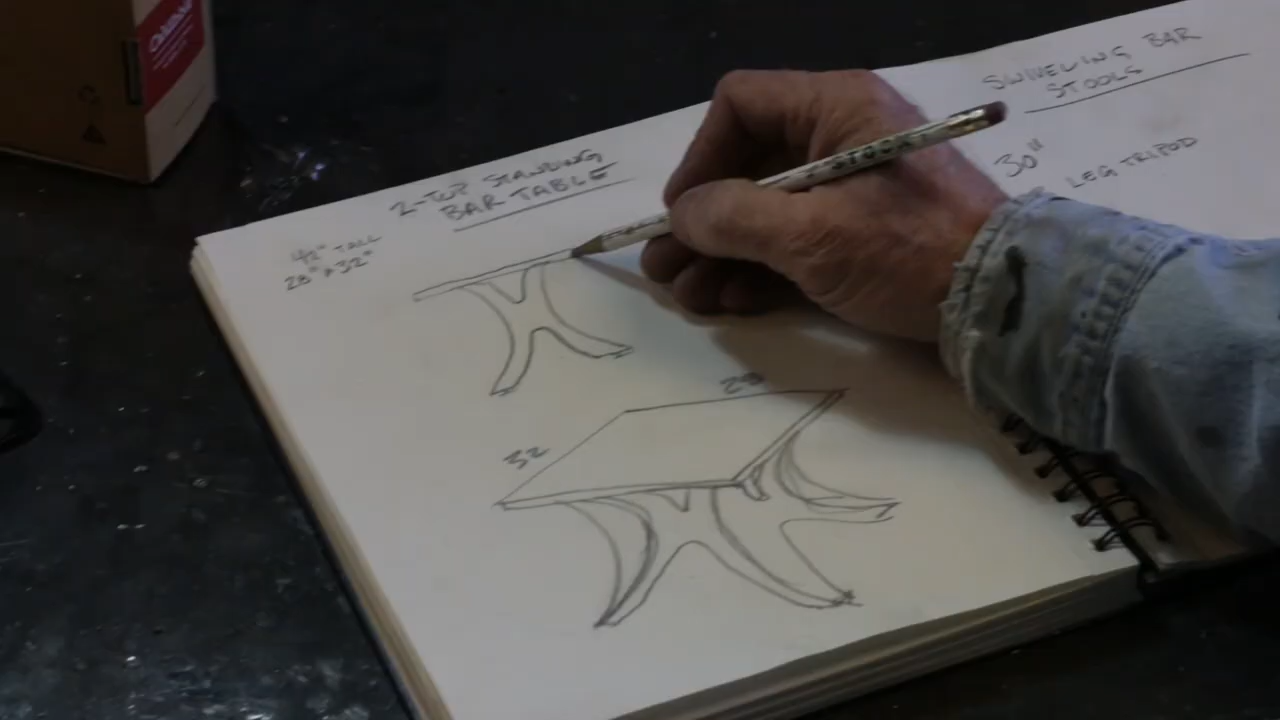 2-TOP STANDING
BAR TABLE
42" TALL
28" x 32"
28
32
SWIVELING BAR
STOOLS
30"
LEG TRIPOD